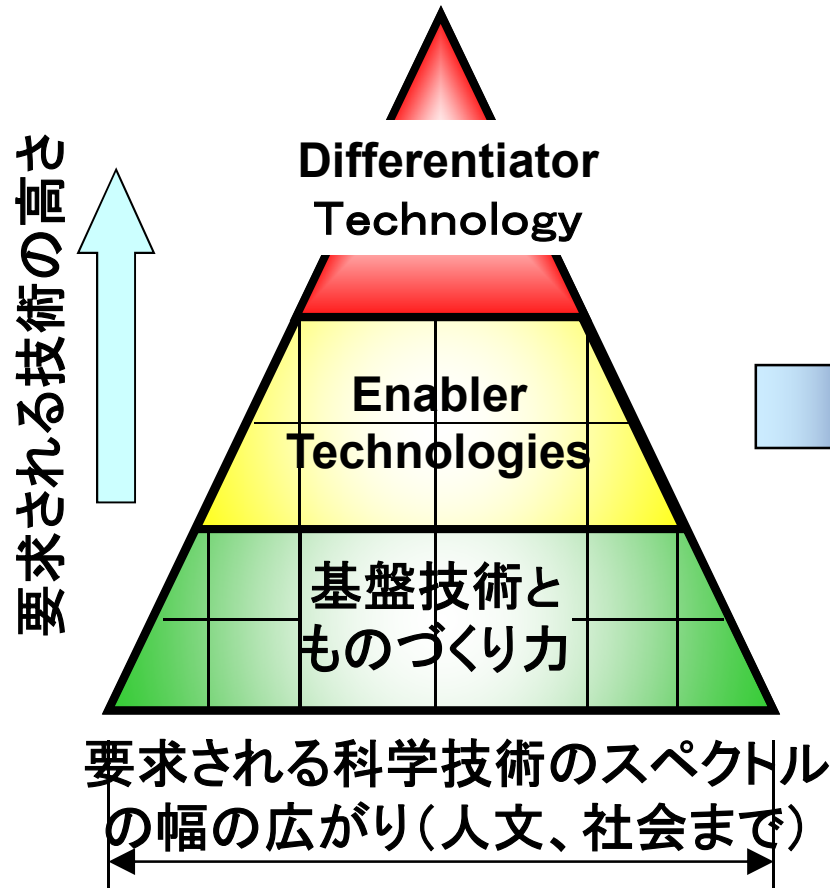 要求される技術の高さ
Differentiator
Technology
Enabler
Technologies
基盤技術と
ものづくり力
要求される科学技術のスペクトル
の幅の広がり(人文、社会まで)